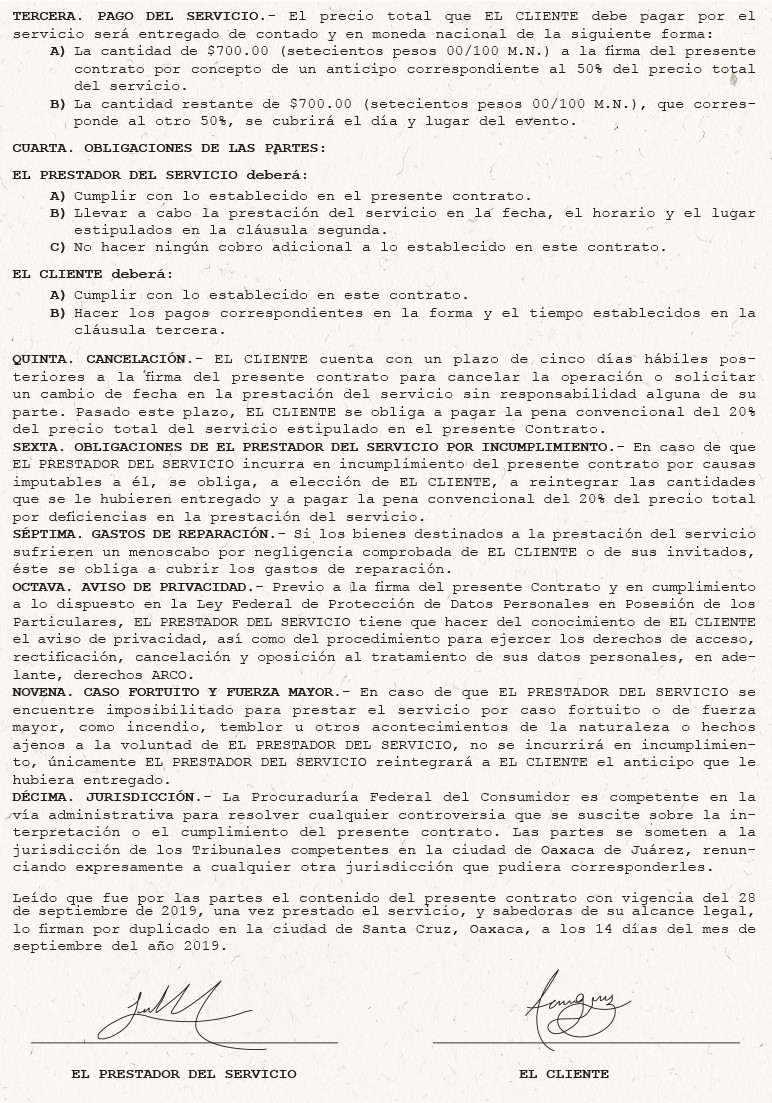 TERCERA. PAGO DEL SERVICIO.- El precio total que EL CLIENTE debe pagar por el
servicio será entregado de contado y en moneda nacional de la siguiente forma:
A) La cantidad de $700.00 (setecientos pesos 00/100 M.N.) a la firma del presente
contrato por concepto de un anticipo correspondiente al 50% del precio total
del servicio.
B) La cantidad restante de $700.00 (setecientos pesos 00/100 M.N.), que corres-
ponde al otro 50%, se cubrirá el día y lugar del evento.
CUARTA. OBLIGACIONES DE LAS PARTES:
EL PRESTADOR DEL SERVICIO deberá:
A) Cumplir con lo establecido en el presente contrato.
B) Llevar a cabo la prestación del servicio en la fecha, el horario y el lugar
estipulados en la cláusula segunda.
C) No hacer ningún cobro adicional a lo establecido en este contrato.
EL CLIENTE deberá:
A) Cumplir con lo establecido en este contrato.
B) Hacer los pagos correspondientes en la forma y el tiempo establecidos en la
cláusula tercera.
QUINTA. CANCELACIÓN.- EL CLIENTE cuenta con un plazo de cinco días hábiles pos-
teriores a la firma del presente contrato para cancelar la operación o solicitar
un cambio de fecha en la prestación del servicio sin responsabilidad alguna de su
parte. Pasado este plazo, EL CLIENTE se obliga a pagar la pena convencional del 20%
del precio total del servicio estipulado en el presente Contrato.
SEXTA. OBLIGACIONES DE EL PRESTADOR DEL SERVICIO POR INCUMPLIMIENTO.- En caso de que
EL PRESTADOR DEL SERVICIO incurra en incumplimiento del presente contrato por causas
imputables a él, se obliga, a elección de EL CLIENTE, a reintegrar las cantidades
que se le hubieren entregado y a pagar la pena convencional del 20% del precio total
por deficiencias en la prestación del servicio.
SÉPTIMA. GASTOS DE REPARACIÓN.- Si los bienes destinados a la prestación del servicio
sufrieren un menoscabo por negligencia comprobada de EL CLIENTE o de sus invitados,
éste se obliga a cubrir los gastos de reparación.
OCTAVA. AVISO DE PRIVACIDAD.- Previo a la firma del presente Contrato y en cumplimiento
a lo dispuesto en la Ley Federal de Protección de Datos Personales en Posesión de los
Particulares, EL PRESTADOR DEL SERVICIO tiene que hacer del conocimiento de EL CLIENTE
el aviso de privacidad, así como del procedimiento para ejercer los derechos de acceso,
rectificación, cancelación y oposición al tratamiento de sus datos personales, en ade-
lante, derechos ARCO.
NOVENA. CASO FORTUITO Y FUERZA MAYOR.- En caso de que EL PRESTADOR DEL SERVICIO se
encuentre imposibilitado para prestar el servicio por caso fortuito o de fuerza
mayor, como incendio, temblor u otros acontecimientos de la naturaleza o hechos
ajenos a la voluntad de EL PRESTADOR DEL SERVICIO, no se incurrirá en incumplimien-
to, únicamente EL PRESTADOR DEL SERVICIO reintegrará a EL CLIENTE el anticipo que le
hubiera entregado.
DÉCIMA. JURISDICCIÓN.- La Procuraduría Federal del Consumidor es competente en la
vía administrativa para resolver cualquier controversia que se suscite sobre la in-
terpretación o el cumplimiento del presente contrato. Las partes se someten a la
jurisdicción de los Tribunales competentes en la ciudad de Oaxaca de Juárez, renun-
ciando expresamente a cualquier otra jurisdicción que pudiera corresponderles.
Leído que fue por las partes el contenido del presente contrato con vigencia del 28
de septiembre de 2019, una vez prestado el servicio, y sabedoras de su alcance legal,
lo firman por duplicado en la ciudad de Santa Cruz, Oaxaca, a los 14 días del mes de
septiembre del año 2019.
EL PRESTADOR DEL SERVICIO
EL CLIENTE